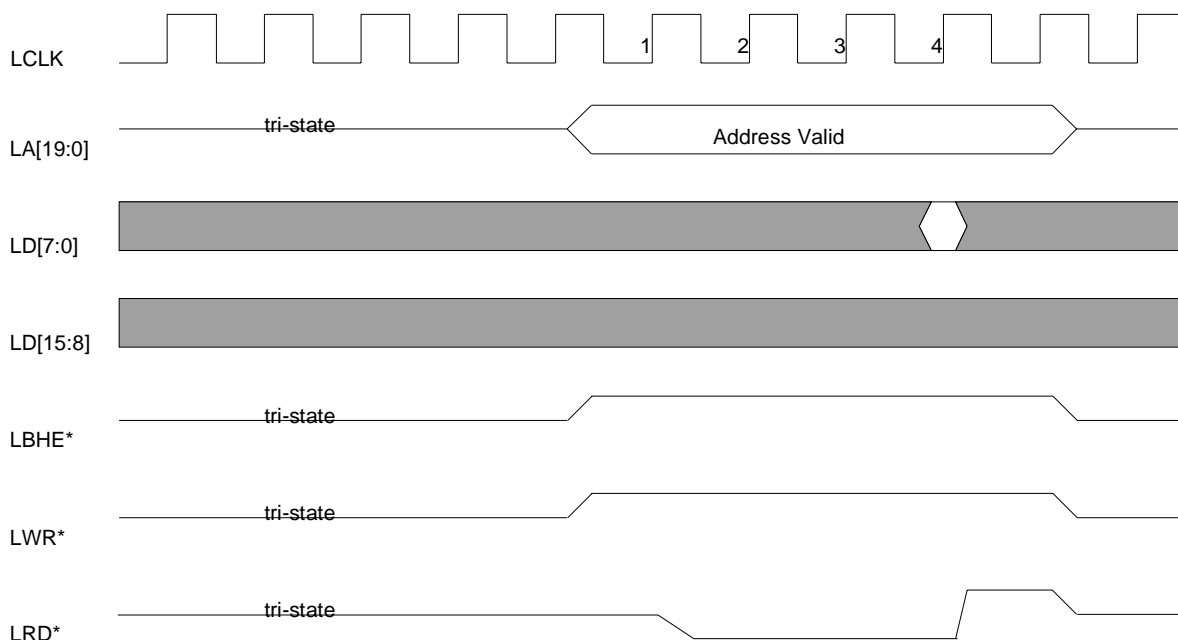 1 2 3 4
LCLK
tri-state
LA[19:0]
Address Valid
LD[7:0]
LD[15:8]
tri-state
LBHE*
tri-state
LWR*
tri-state
LRD*